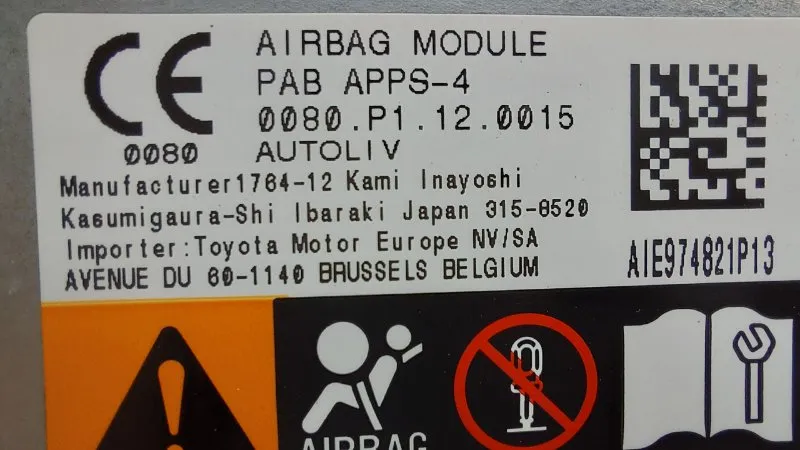 CE
0080
AIRBAG MODULE
PAB APPS-4
0080.P1.12.0015
AUTOLIV
Manufacturer1764-12 Kami Inayoshi
Kasumigaura-Shi Ibaraki Japan 315-8520
Importer:Toyota Motor Europe NV/SA
AVENUE DU 60-1140 BRUSSELS BELGIUM
AIE974821P13
AIRBAG